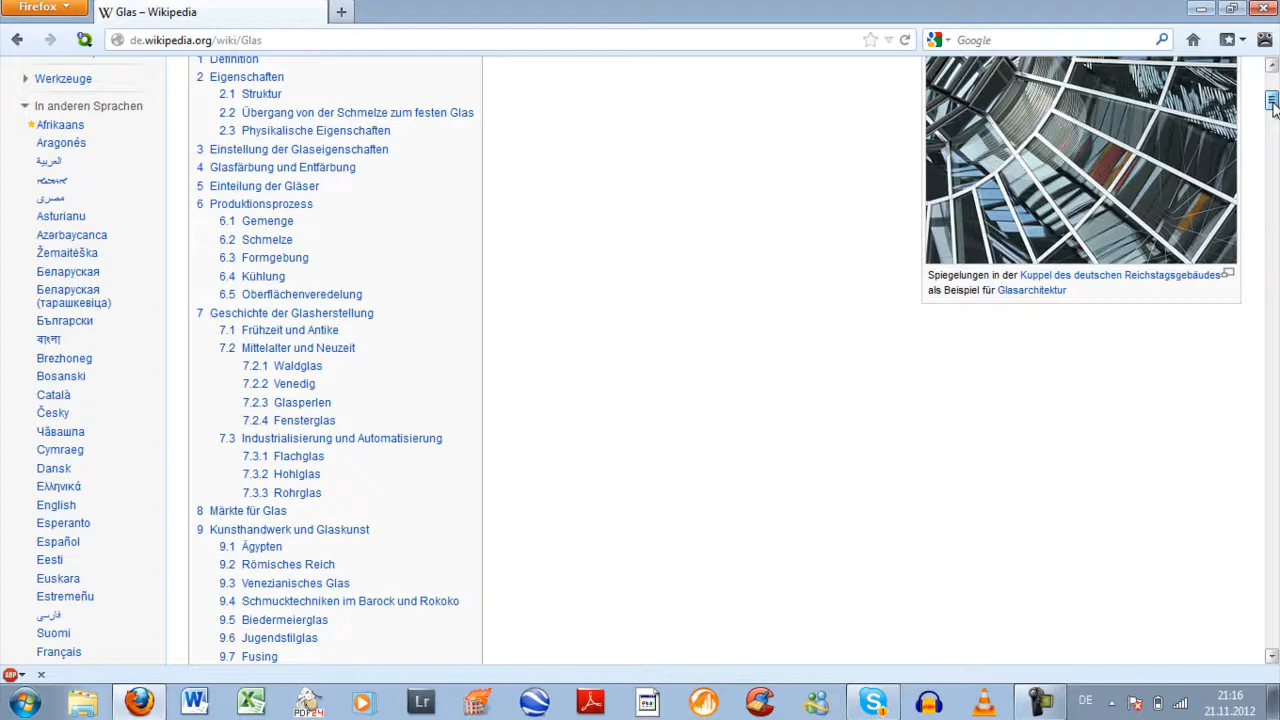 Firefox
Glas – Wikipedia
de.wikipedia.org/wiki/Glas
Google
Werkzeuge
In anderen Sprachen
Afrikaans
Aragonés
العربية
مصرى
Asturianu
Azərbaycanca
Žemaitėška
Беларуская
Беларуская
(тарашкевіца)
Български
বাংলা
Brezhoneg
Bosanski
Català
Česky
Чӑвашла
Cymraeg
Dansk
Ελληνικά
English
Esperanto
Español
Eesti
Euskara
Estremeñu
فارسی
Suomi
Français
1 Definition
2 Eigenschaften
2.1 Struktur
2.2 Übergang von der Schmelze zum festen Glas
2.3 Physikalische Eigenschaften
3 Einstellung der Glaseigenschaften
4 Glasfärbung und Entfärbung
5 Einteilung der Gläser
6 Produktionsprozess
6.1 Gemenge
6.2 Schmelze
6.3 Formgebung
6.4 Kühlung
6.5 Oberflächenveredelung
7 Geschichte der Glasherstellung
7.1 Frühzeit und Antike
7.2 Mittelalter und Neuzeit
7.2.1 Waldglas
7.2.2 Venedig
7.2.3 Glasperlen
7.2.4 Fensterglas
7.3 Industrialisierung und Automatisierung
7.3.1 Flachglas
7.3.2 Hohlglas
7.3.3 Rohrglas
8 Märkte für Glas
9 Kunsthandwerk und Glaskunst
9.1 Ägypten
9.2 Römisches Reich
9.3 Venezianisches Glas
9.4 Schmucktechniken im Barock und Rokoko
9.5 Biedermeierglas
9.6 Jugendstilglas
9.7 Fusing
Spiegelungen in der Kuppel des deutschen Reichstagsgebäudes
als Beispiel für Glasarchitektur
ABP
PDF24
Lr
DE
21:16
21.11.2012